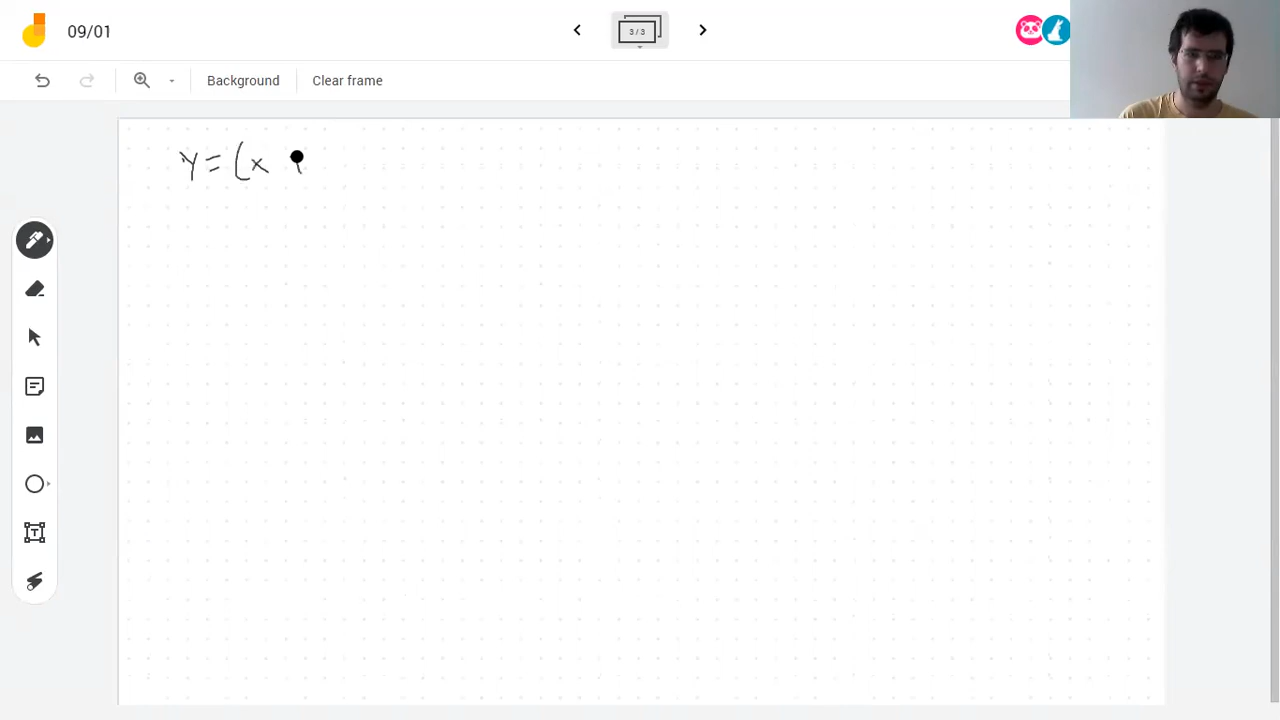 09/01
3 / 3
Background
Clear frame
y = (x
T